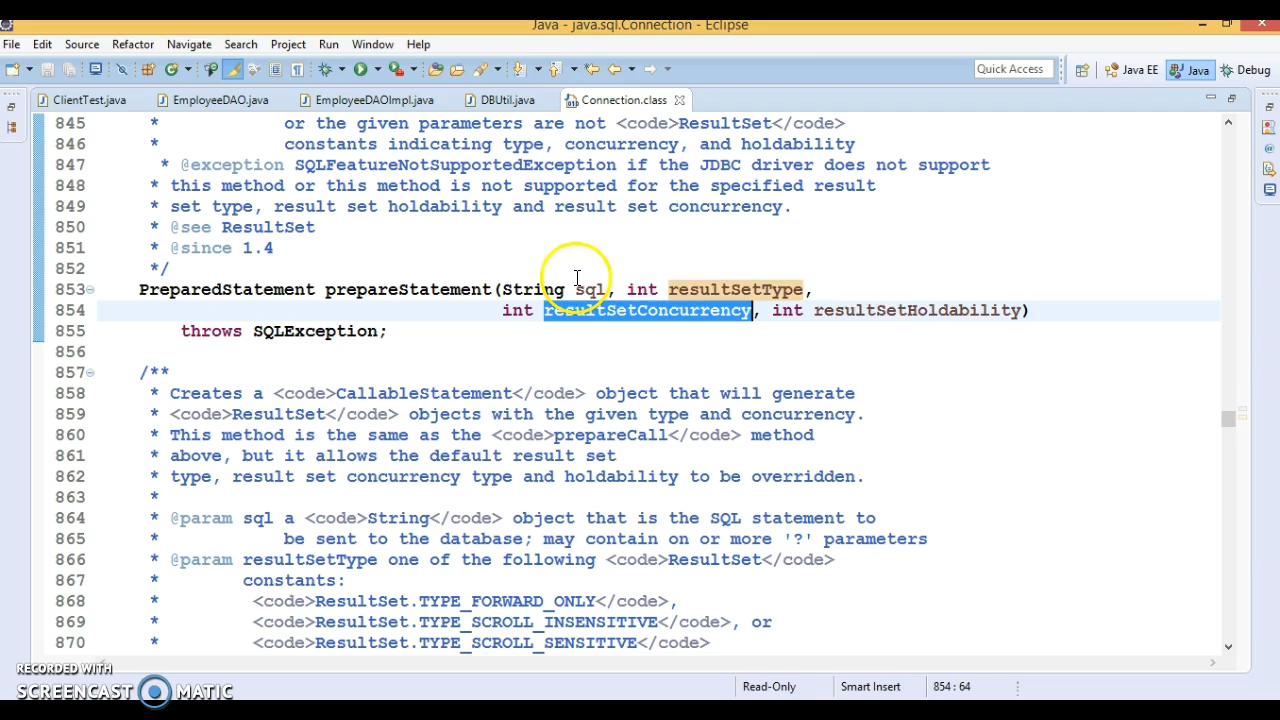 Java - java.sql.Connection - Eclipse
File Edit Source Refactor Navigate Search Project Run Window Help
Quick Access Java EE Java Debug
ClientTest.java EmployeeDAO.java EmployeeDAOImpl.java DBUtil.java Connection.class
845 * or the given parameters are not <code>ResultSet</code>
846 * constants indicating type, concurrency, and holdability
847 * @exception SQLFeatureNotSupportedException if the JDBC driver does not support
848 * this method or this method is not supported for the specified result
849 * set type, result set holdability and result set concurrency.
850 * @see ResultSet
851 * @since 1.4
852 */
853 PreparedStatement prepareStatement(String sql, int resultSetType,
854 int resultSetConcurrency, int resultSetHoldability)
855 throws SQLException;
856
857 /**
858 * Creates a <code>CallableStatement</code> object that will generate
859 * <code>ResultSet</code> objects with the given type and concurrency.
860 * This method is the same as the <code>prepareCall</code> method
861 * above, but it allows the default result set
862 * type, result set concurrency type and holdability to be overridden.
863 *
864 * @param sql a <code>String</code> object that is the SQL statement to
865 * be sent to the database; may contain on or more '?' parameters
866 * @param resultSetType one of the following <code>ResultSet</code>
867 * constants:
868 * <code>ResultSet.TYPE_FORWARD_ONLY</code>,
869 * <code>ResultSet.TYPE_SCROLL_INSENSITIVE</code>, or
870 * <code>ResultSet.TYPE_SCROLL_SENSITIVE</code>
RECORDED WITH
SCREENCAST MATIC
Read-Only Smart Insert 854 : 64